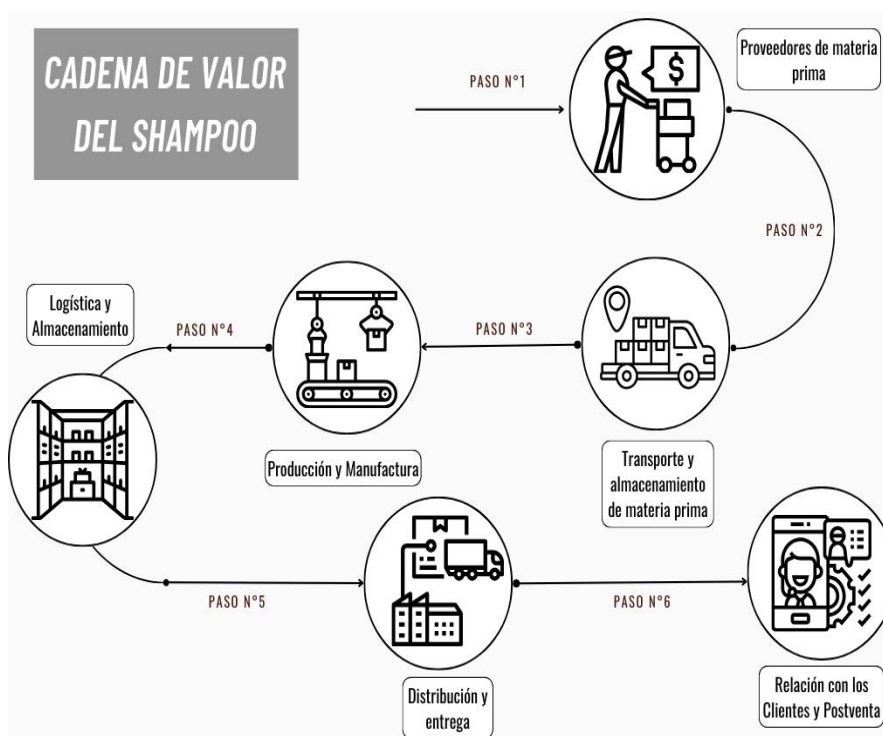 CADENA DE VALOR
DEL SHAMPOO
PASO N°1
$
Proveedores de materia
prima
PASO N°2
Transporte y
almacenamiento
de materia prima
PASO N°3
Producción y Manufactura
PASO N°4
Logística y
Almacenamiento
PASO N°5
Distribución y
entrega
PASO N°6
Relación con los
Clientes y Postventa